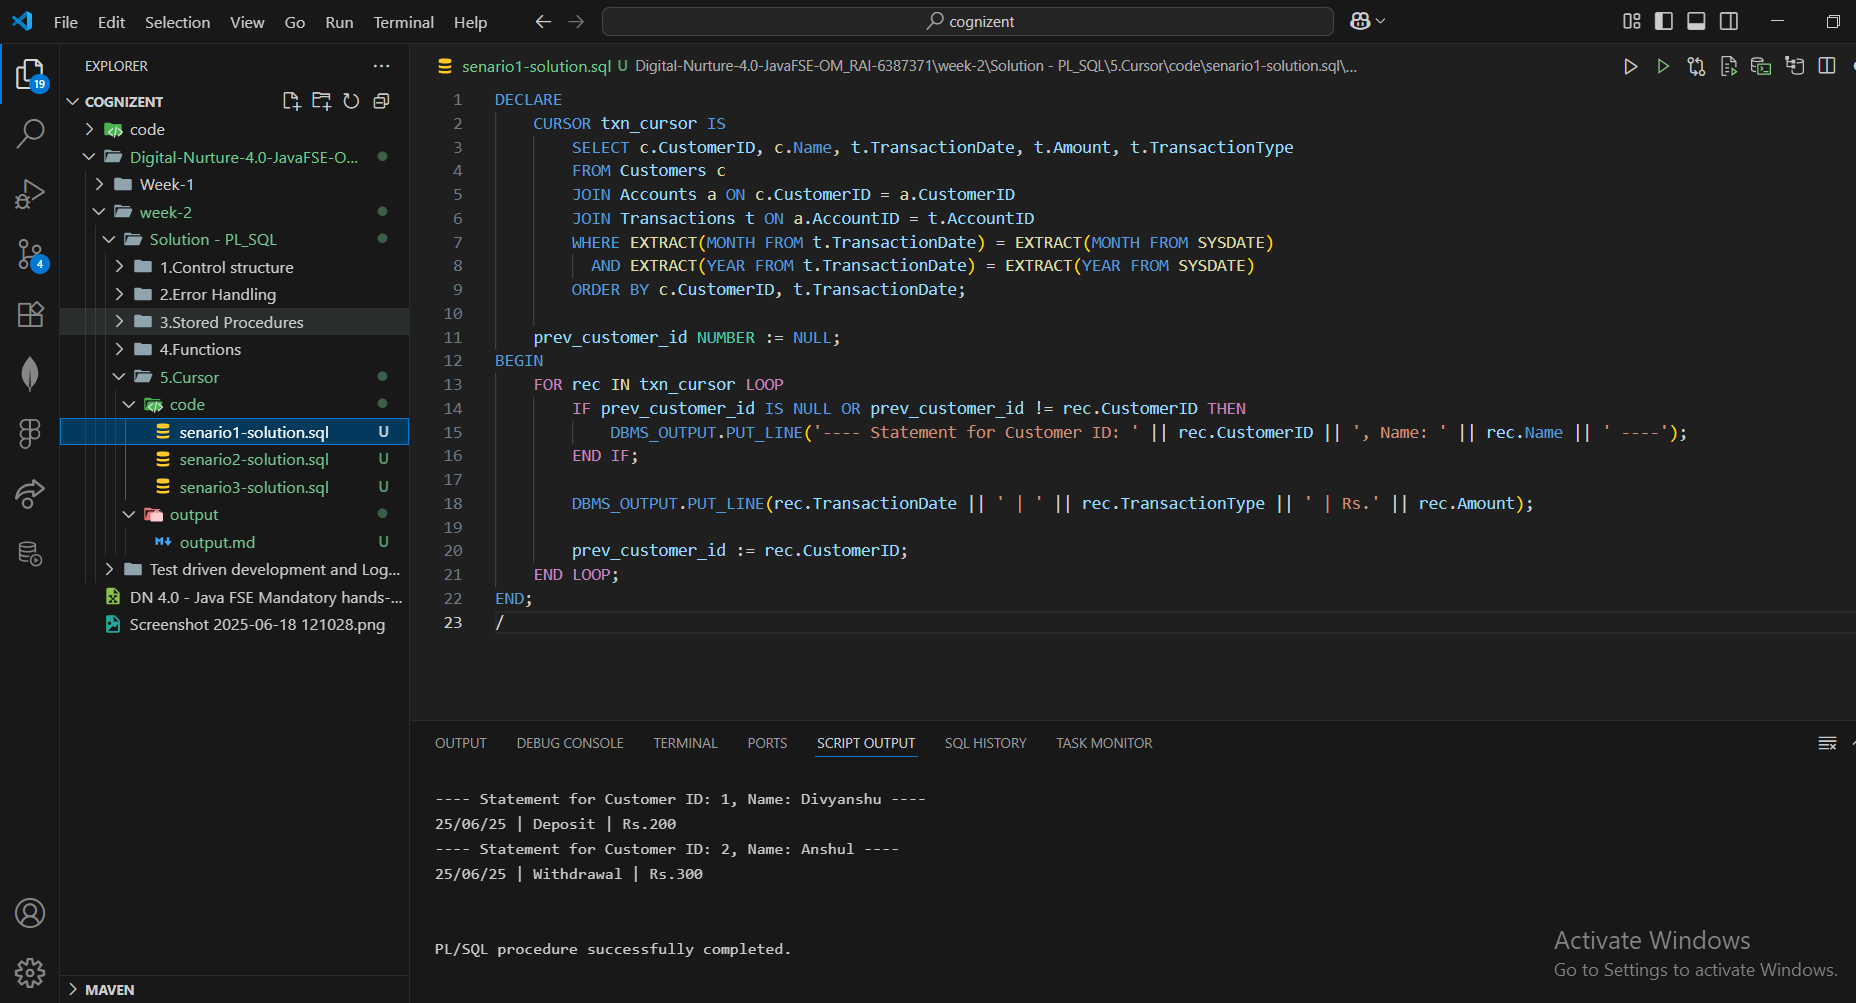 File Edit Selection View Go Run Terminal Help
cognizent
EXPLORER
COGNIZENT
code
Digital-Nurture-4.0-JavaFSE-O...
Week-1
week-2
Solution - PL_SQL
1.Control structure
2.Error Handling
3.Stored Procedures
4.Functions
5.Cursor
code
senario1-solution.sql U
senario2-solution.sql U
senario3-solution.sql U
output
output.md U
Test driven development and Log...
DN 4.0 - Java FSE Mandatory hands-...
Screenshot 2025-06-18 121028.png
MAVEN
19
4
senario1-solution.sql U Digital-Nurture-4.0-JavaFSE-OM_RAI-6387371\week-2\Solution - PL_SQL\5.Cursor\code\senario1-solution.sql\...
1 DECLARE
2 CURSOR txn_cursor IS
3 SELECT c.CustomerID, c.Name, t.TransactionDate, t.Amount, t.TransactionType
4 FROM Customers c
5 JOIN Accounts a ON c.CustomerID = a.CustomerID
6 JOIN Transactions t ON a.AccountID = t.AccountID
7 WHERE EXTRACT(MONTH FROM t.TransactionDate) = EXTRACT(MONTH FROM SYSDATE)
8 AND EXTRACT(YEAR FROM t.TransactionDate) = EXTRACT(YEAR FROM SYSDATE)
9 ORDER BY c.CustomerID, t.TransactionDate;
10
11 prev_customer_id NUMBER := NULL;
12 BEGIN
13 FOR rec IN txn_cursor LOOP
14 IF prev_customer_id IS NULL OR prev_customer_id != rec.CustomerID THEN
15 DBMS_OUTPUT.PUT_LINE('---- Statement for Customer ID: ' || rec.CustomerID || ', Name: ' || rec.Name || ' ----');
16 END IF;
17
18 DBMS_OUTPUT.PUT_LINE(rec.TransactionDate || ' | ' || rec.TransactionType || ' | Rs.' || rec.Amount);
19
20 prev_customer_id := rec.CustomerID;
21 END LOOP;
22 END;
23 /
OUTPUT DEBUG CONSOLE TERMINAL PORTS SCRIPT OUTPUT SQL HISTORY TASK MONITOR
---- Statement for Customer ID: 1, Name: Divyanshu ----
25/06/25 | Deposit | Rs.200
---- Statement for Customer ID: 2, Name: Anshul ----
25/06/25 | Withdrawal | Rs.300
PL/SQL procedure successfully completed.
Activate Windows
Go to Settings to activate Windows.